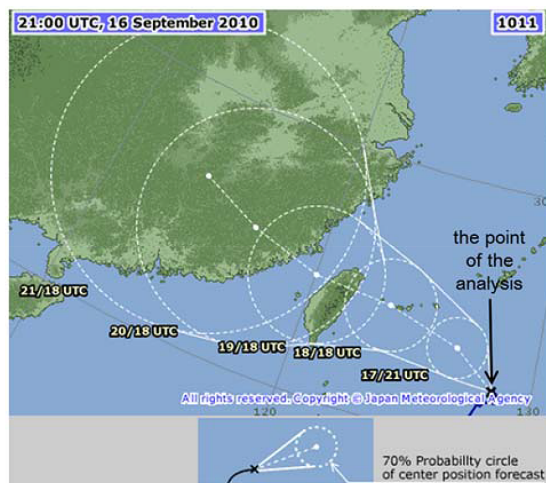 21:00 UTC, 16 September 2010
1011
30
the point
of the
analysis
21/18 UTC
20/18 UTC
19/18 UTC
18/18 UTC
17/21 UTC
All rights reserved. Copyright © Japan Meteorological Agency
120
130
70% Probabillty circle
of center position forecast